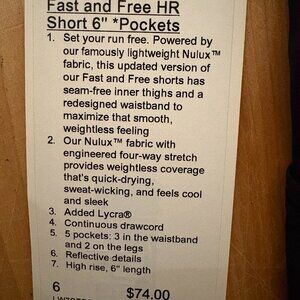 Fast and Free HR
Short 6" *Pockets
1. Set your run free. Powered by
our famously lightweight Nulux™
fabric, this updated version of
our Fast and Free shorts has
seam-free inner thighs and a
redesigned waistband to
maximize that smooth,
weightless feeling
2. Our Nulux™ fabric with
engineered four-way stretch
provides weightless coverage
that's quick-drying,
sweat-wicking, and feels cool
and sleek
3. Added Lycra®
4. Continuous drawcord
5. 5 pockets: 3 in the waistband
and 2 on the legs
6. Reflective details
7. High rise, 6" length
6 $74.00